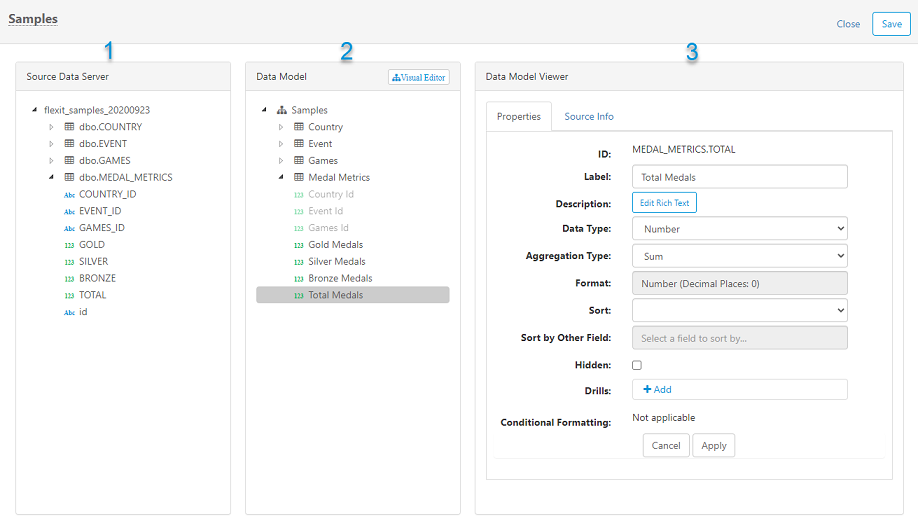 Samples
Close
Save
1
2
3
Source Data Server
flexit_samples_20200923
dbo.COUNTRY
dbo.EVENT
dbo.GAMES
dbo.MEDAL_METRICS
Abc COUNTRY_ID
Abc EVENT_ID
Abc GAMES_ID
123 GOLD
123 SILVER
123 BRONZE
123 TOTAL
Abc id
Data Model
Visual Editor
Samples
Country
Event
Games
Medal Metrics
123 Country Id
123 Event Id
123 Games Id
123 Gold Medals
123 Silver Medals
123 Bronze Medals
123 Total Medals
Data Model Viewer
Properties
Source Info
ID: MEDAL_METRICS.TOTAL
Label: Total Medals
Description: Edit Rich Text
Data Type: Number
Aggregation Type: Sum
Format: Number (Decimal Places: 0)
Sort:
Sort by Other Field: Select a field to sort by...
Hidden:
Drills: + Add
Conditional Formatting: Not applicable
Cancel
Apply